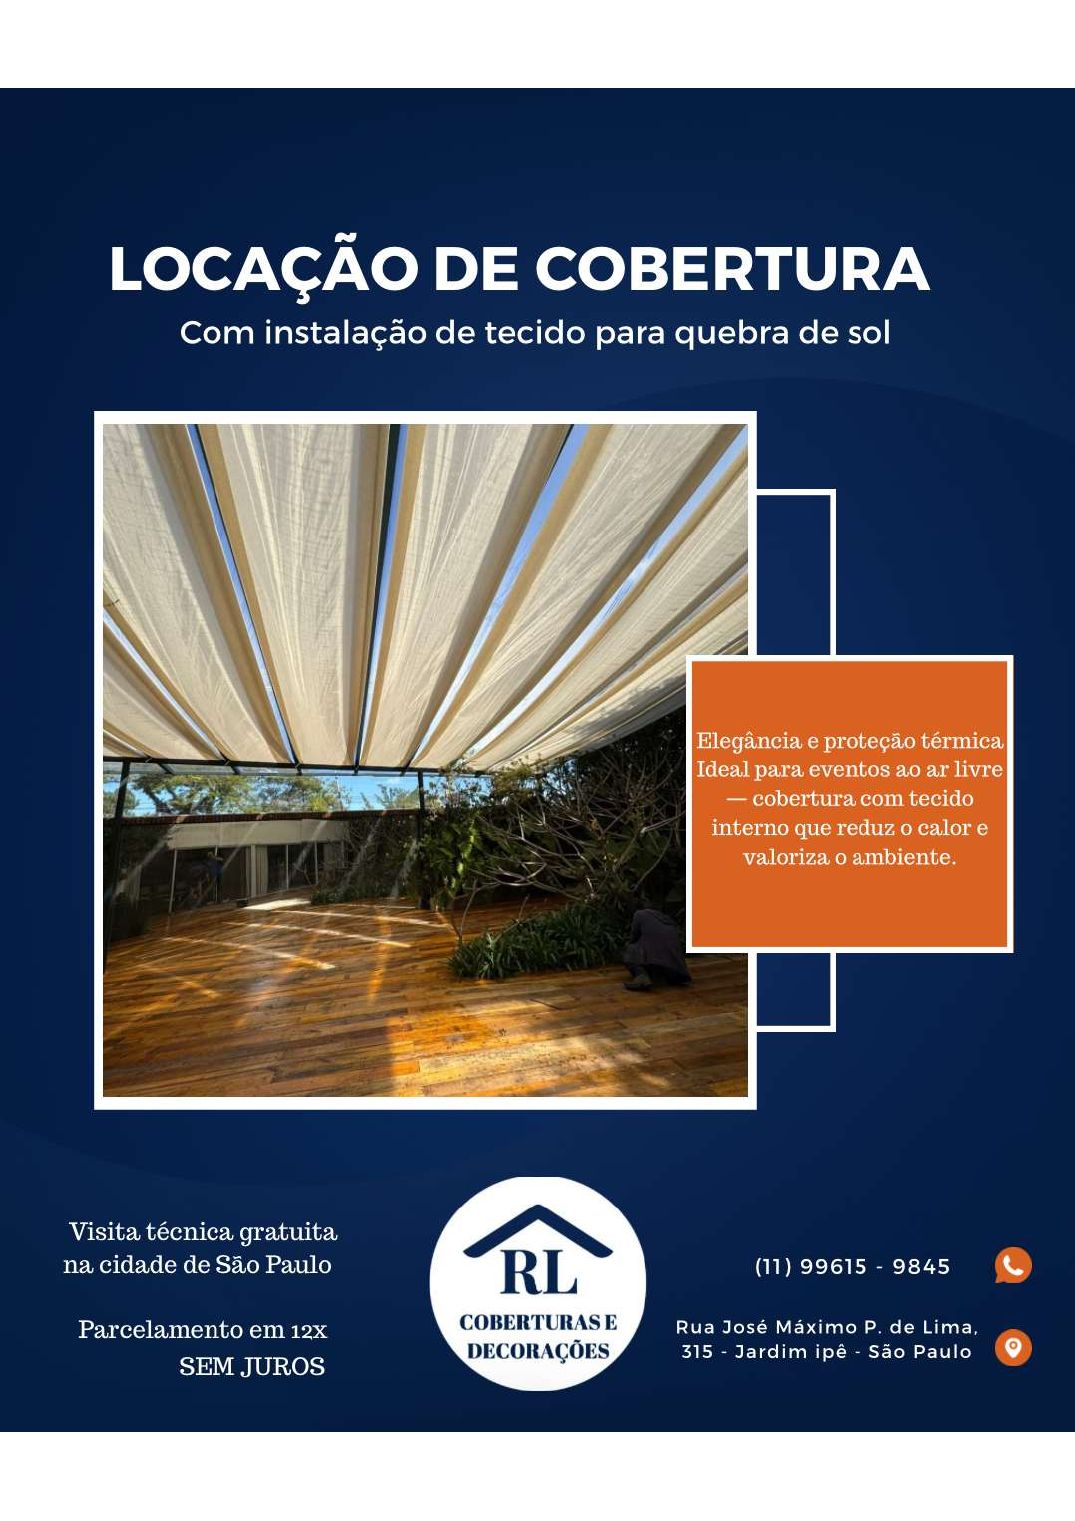 LOCAÇÃO DE COBERTURA
Com instalação de tecido para quebra de sol
Elegância e proteção térmica
Ideal para eventos ao ar livre
— cobertura com tecido
interno que reduz o calor e
valoriza o ambiente.
Visita técnica gratuita
na cidade de São Paulo
Parcelamento em 12x
SEM JUROS
RL
COBERTURAS E
DECORAÇÕES
(11) 99615 - 9845
Rua José Máximo P. de Lima,
315 - Jardim ipê - São Paulo